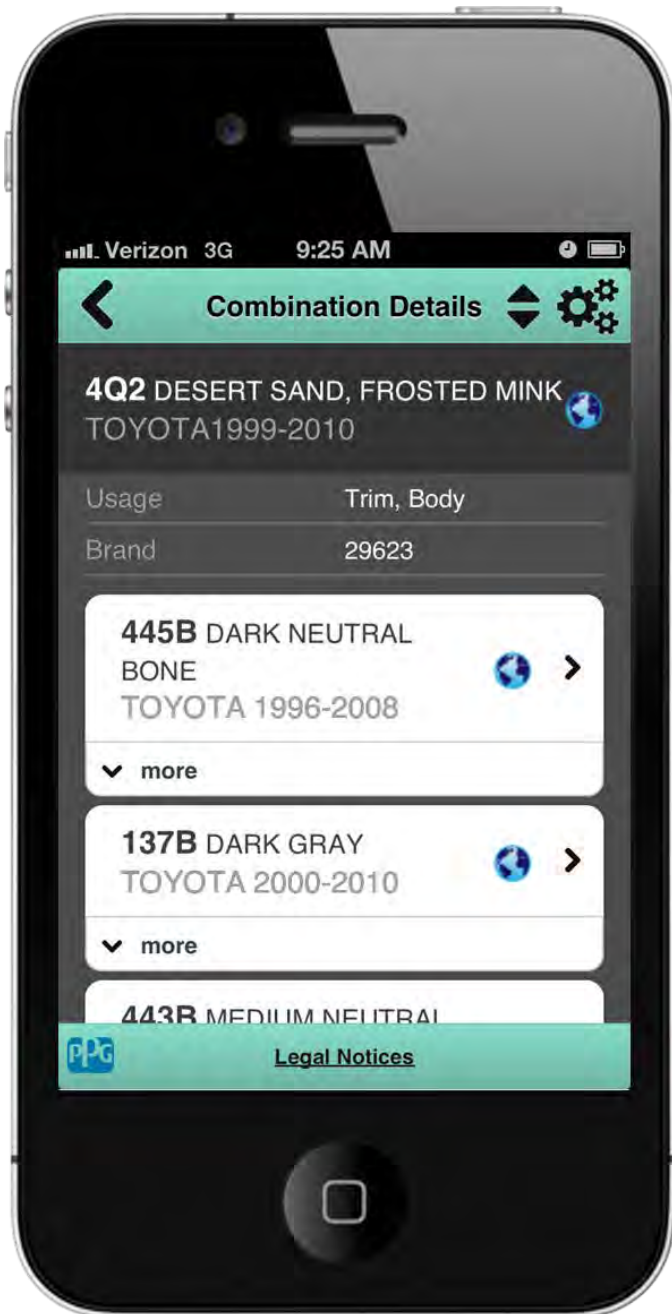 Verizon 3G 9:25 AM
Combination Details
4Q2 DESERT SAND, FROSTED MINK
TOYOTA1999-2010
Usage Trim, Body
Brand 29623
445B DARK NEUTRAL
BONE
TOYOTA 1996-2008
more
137B DARK GRAY
TOYOTA 2000-2010
more
443B MEDIUM NEUTRAL
PPG Legal Notices